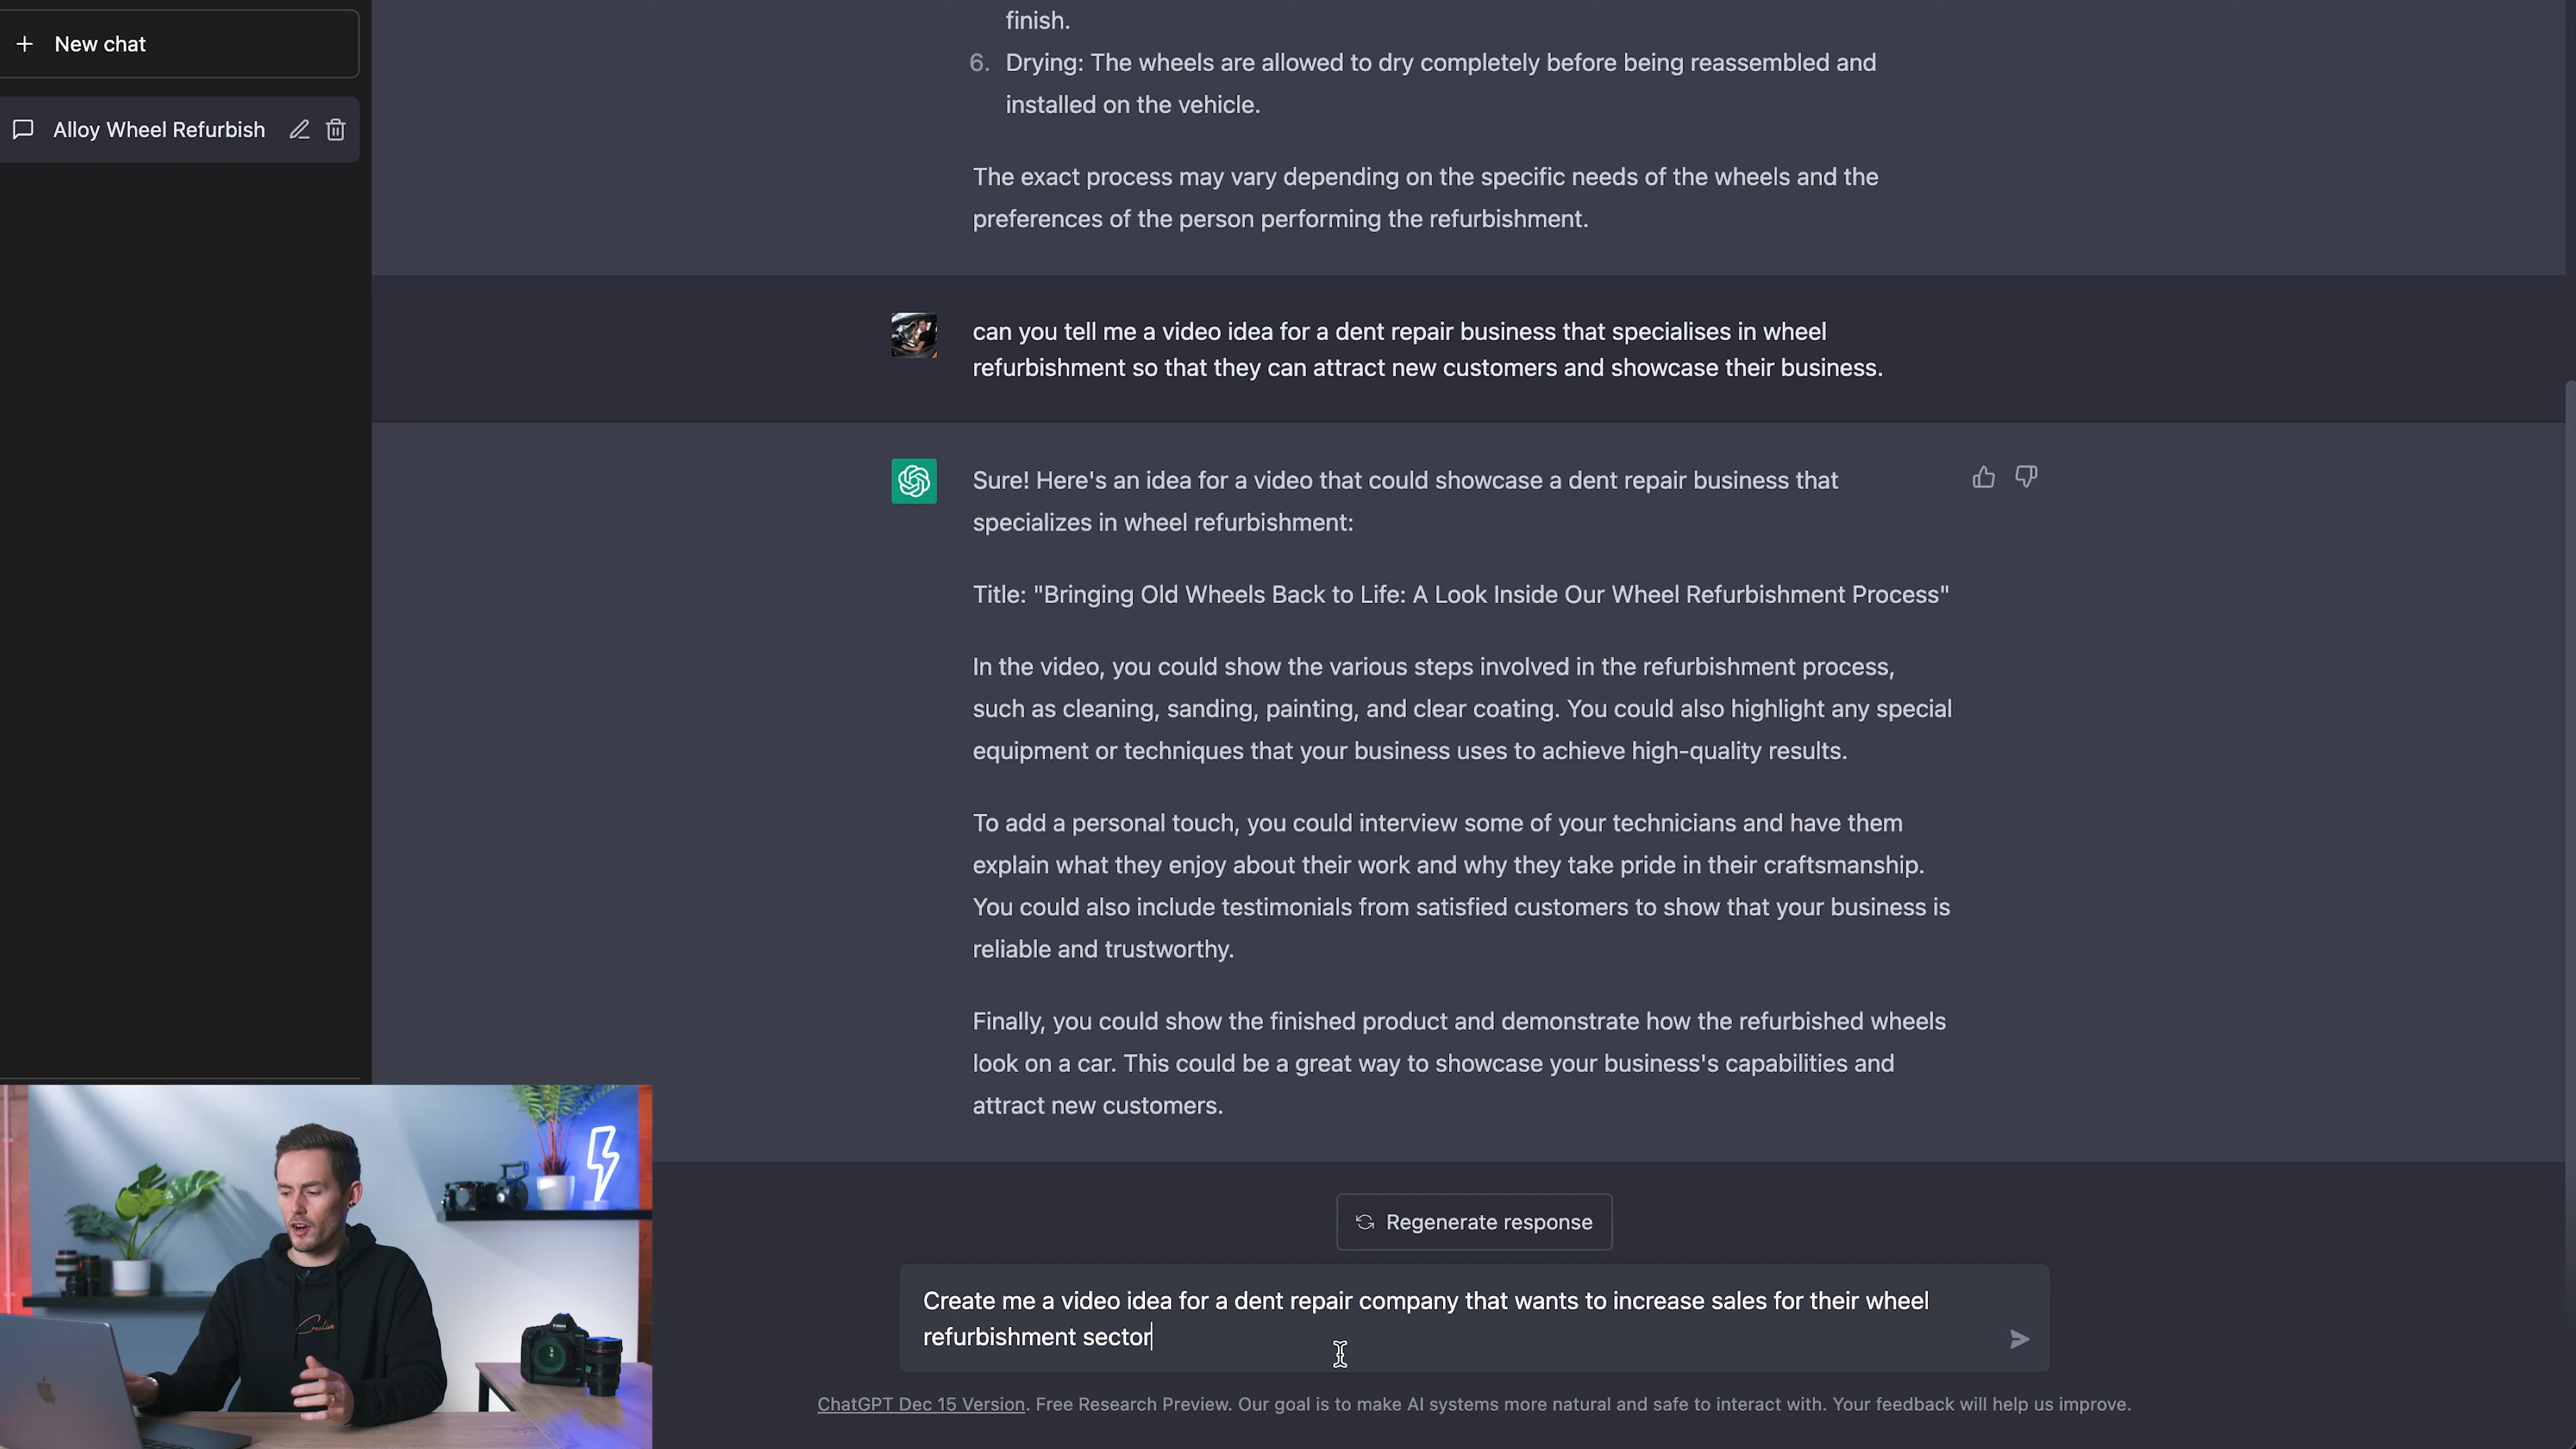 New chat
Alloy Wheel Refurbish
finish.
6. Drying: The wheels are allowed to dry completely before being reassembled and
installed on the vehicle.
The exact process may vary depending on the specific needs of the wheels and the
preferences of the person performing the refurbishment.
can you tell me a video idea for a dent repair business that specialises in wheel
refurbishment so that they can attract new customers and showcase their business.
Sure! Here's an idea for a video that could showcase a dent repair business that
specializes in wheel refurbishment:
Title: "Bringing Old Wheels Back to Life: A Look Inside Our Wheel Refurbishment Process"
In the video, you could show the various steps involved in the refurbishment process,
such as cleaning, sanding, painting, and clear coating. You could also highlight any special
equipment or techniques that your business uses to achieve high-quality results.
To add a personal touch, you could interview some of your technicians and have them
explain what they enjoy about their work and why they take pride in their craftsmanship.
You could also include testimonials from satisfied customers to show that your business is
reliable and trustworthy.
Finally, you could show the finished product and demonstrate how the refurbished wheels
look on a car. This could be a great way to showcase your business's capabilities and
attract new customers.
Regenerate response
Create me a video idea for a dent repair company that wants to increase sales for their wheel
refurbishment sector
ChatGPT Dec 15 Version. Free Research Preview. Our goal is to make AI systems more natural and safe to interact with. Your feedback will help us improve.
Creative
Canon